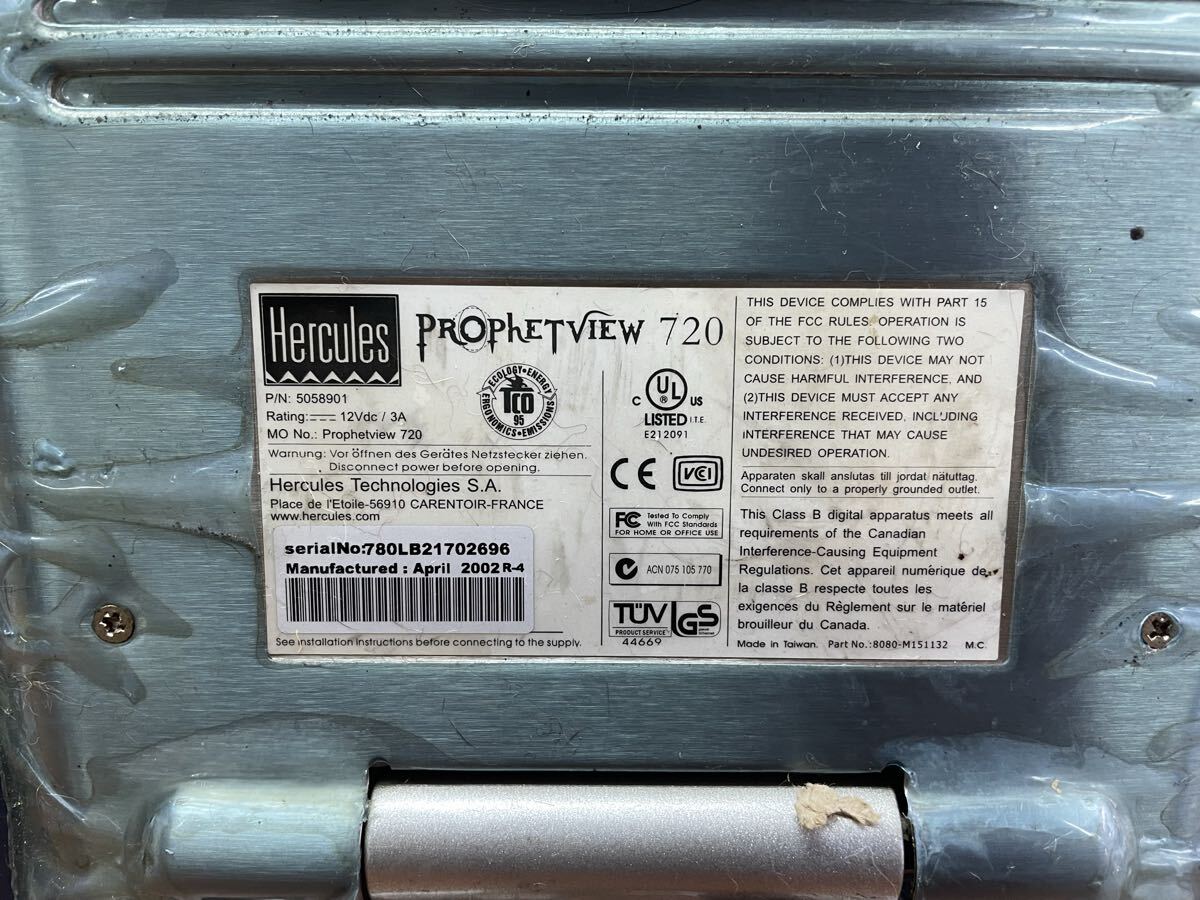 Hercules
PROPHETVIEW 720
P/N: 5058901
Rating: 12Vdc / 3A
MO No.: Prophetview 720
ECOLOGY • ENERGY
TCO
95
ERGONOMICS • EMISSIONS
Warnung: Vor öffnen des Gerätes Netzstecker ziehen.
Disconnect power before opening.
Hercules Technologies S.A.
Place de l'Etoile-56910 CARENTOIR-FRANCE
www.hercules.com
serialNo:780LB21702696
Manufactured : April 2002 R-4
See installation instructions before connecting to the supply.
C UL US
®
LISTED I.T.E.
E212091
CE VCI
FC Tested To Comply
With FCC Standards
FOR HOME OR OFFICE USE
ACN 075 105 770
TÜV
PRODUCT SERVICE
GS
44669
THIS DEVICE COMPLIES WITH PART 15
OF THE FCC RULES. OPERATION IS
SUBJECT TO THE FOLLOWING TWO
CONDITIONS: (1)THIS DEVICE MAY NOT
CAUSE HARMFUL INTERFERENCE, AND
(2)THIS DEVICE MUST ACCEPT ANY
INTERFERENCE RECEIVED, INCLUDING
INTERFERENCE THAT MAY CAUSE
UNDESIRED OPERATION.
Apparaten skall anslutas till jordat nätuttag.
Connect only to a properly grounded outlet.
This Class B digital apparatus meets all
requirements of the Canadian
Interference-Causing Equipment
Regulations. Cet appareil numérique de
la classe B respecte toutes les
exigences du Règlement sur le matériel
brouilleur du Canada.
Made in Taiwan. Part No.:8080-M151132 M.C.